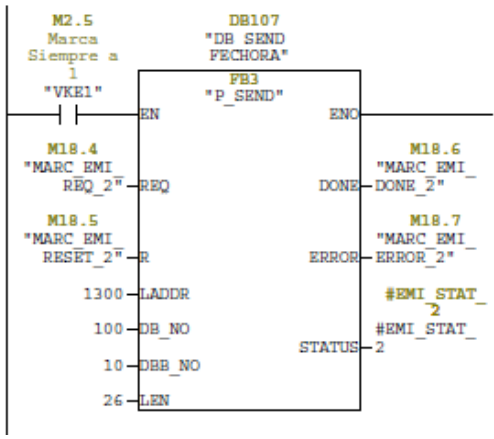 M2.5
Marca
Siempre a
1
"VKE1"
DB107
"DB SEND
FECHORA"
FB3
"P_SEND"
EN
ENO
M18.4
"MARC_EMI_
REQ_2"
REQ
M18.6
"MARC_EMI_
DONE_2"
DONE
M18.5
"MARC_EMI_
RESET_2"
R
M18.7
"MARC_EMI_
ERROR_2"
ERROR
1300
LADDR
#EMI_STAT_
2
#EMI_STAT_
2
STATUS
100
DB_NO
10
DBB_NO
26
LEN